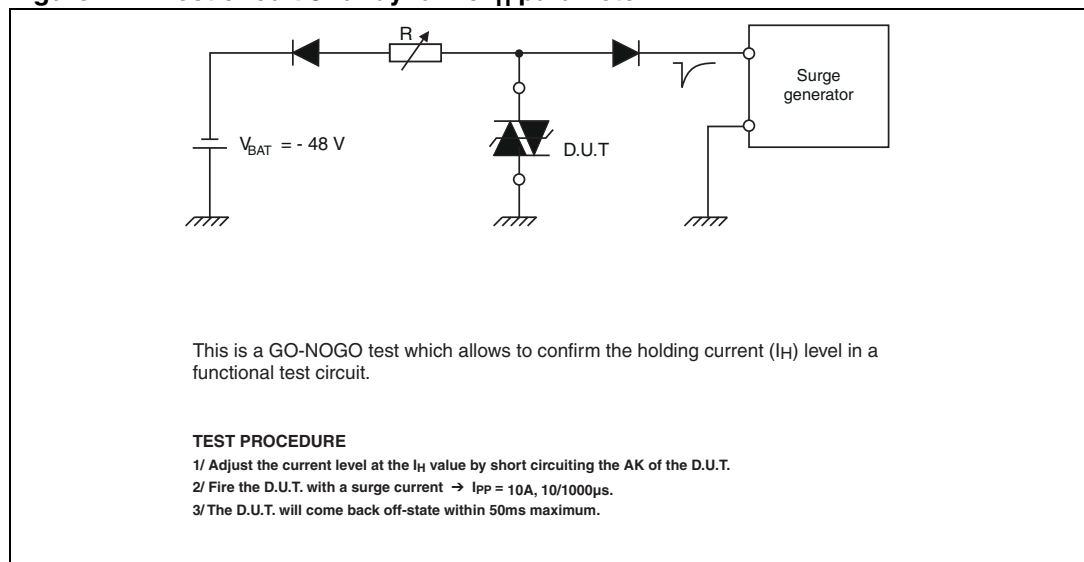 R
Surge
generator
V_BAT = - 48 V
D.U.T
This is a GO-NOGO test which allows to confirm the holding current (IH) level in a
functional test circuit.
TEST PROCEDURE
1/ Adjust the current level at the IH value by short circuiting the AK of the D.U.T.
2/ Fire the D.U.T. with a surge current → IPP = 10A, 10/1000µs.
3/ The D.U.T. will come back off-state within 50ms maximum.